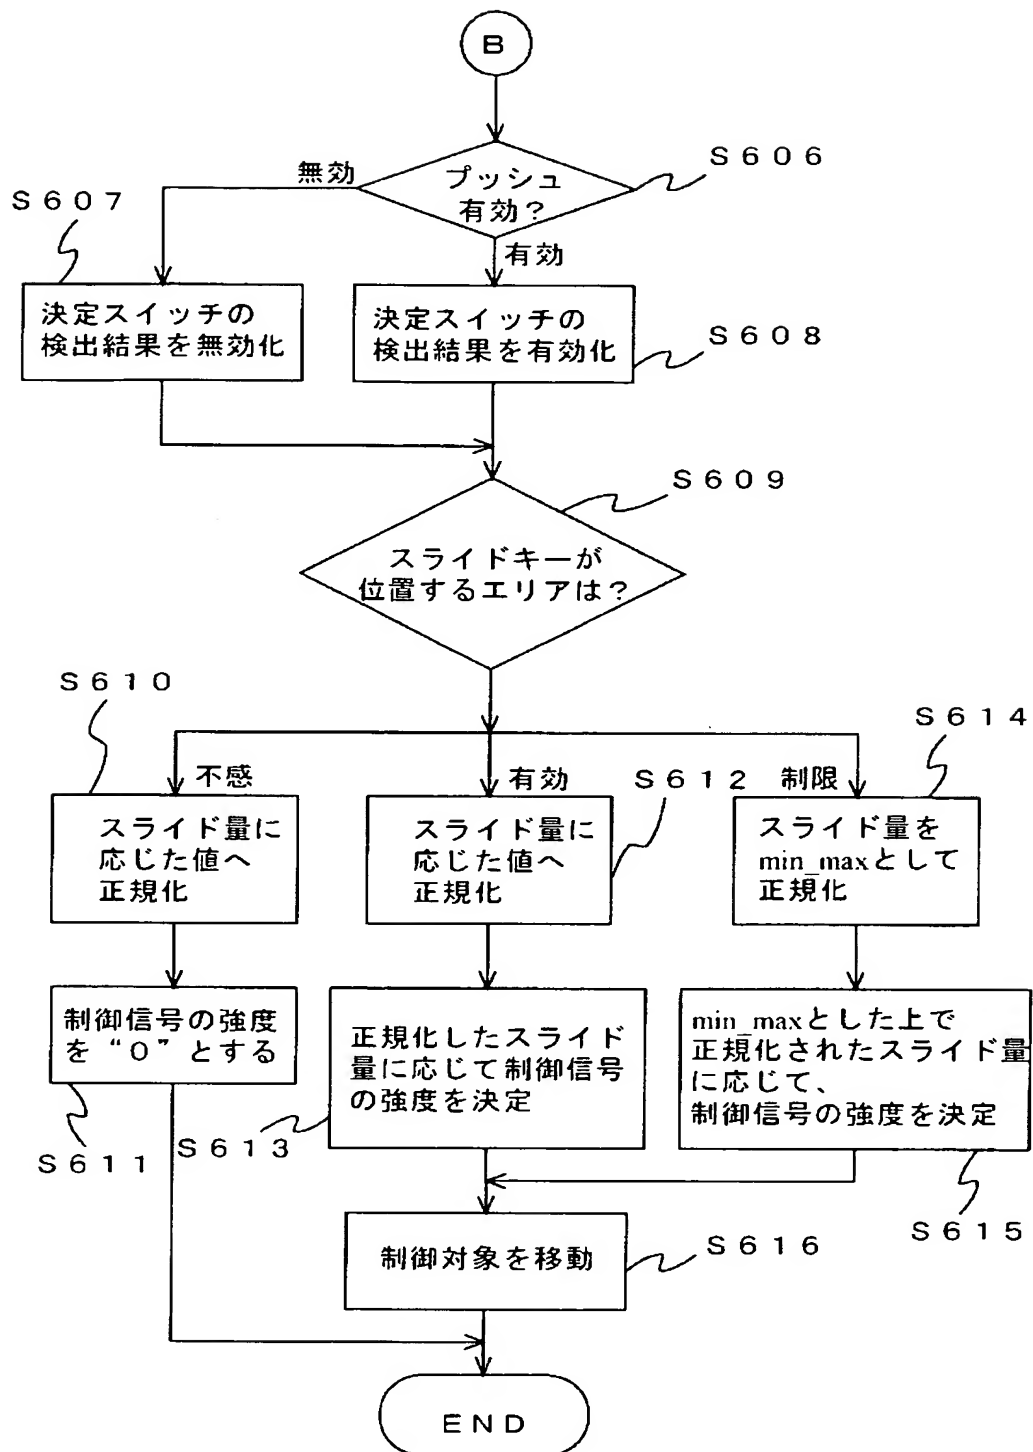 B
S606
無効
プッシュ
有効?
S607
有効
決定スイッチの
検出結果を無効化
決定スイッチの
検出結果を有効化
S608
S609
スライドキーが
位置するエリアは?
S610
S614
不感
有効
S612
制限
スライド量に
応じた値へ
正規化
スライド量に
応じた値へ
正規化
スライド量を
min_maxとして
正規化
制御信号の強度
を“0”とする
正規化したスライド
量に応じて制御信号
の強度を決定
min_maxとした上で
正規化されたスライド量
に応じて、
制御信号の強度を決定
S611
S613
S615
制御対象を移動
S616
END